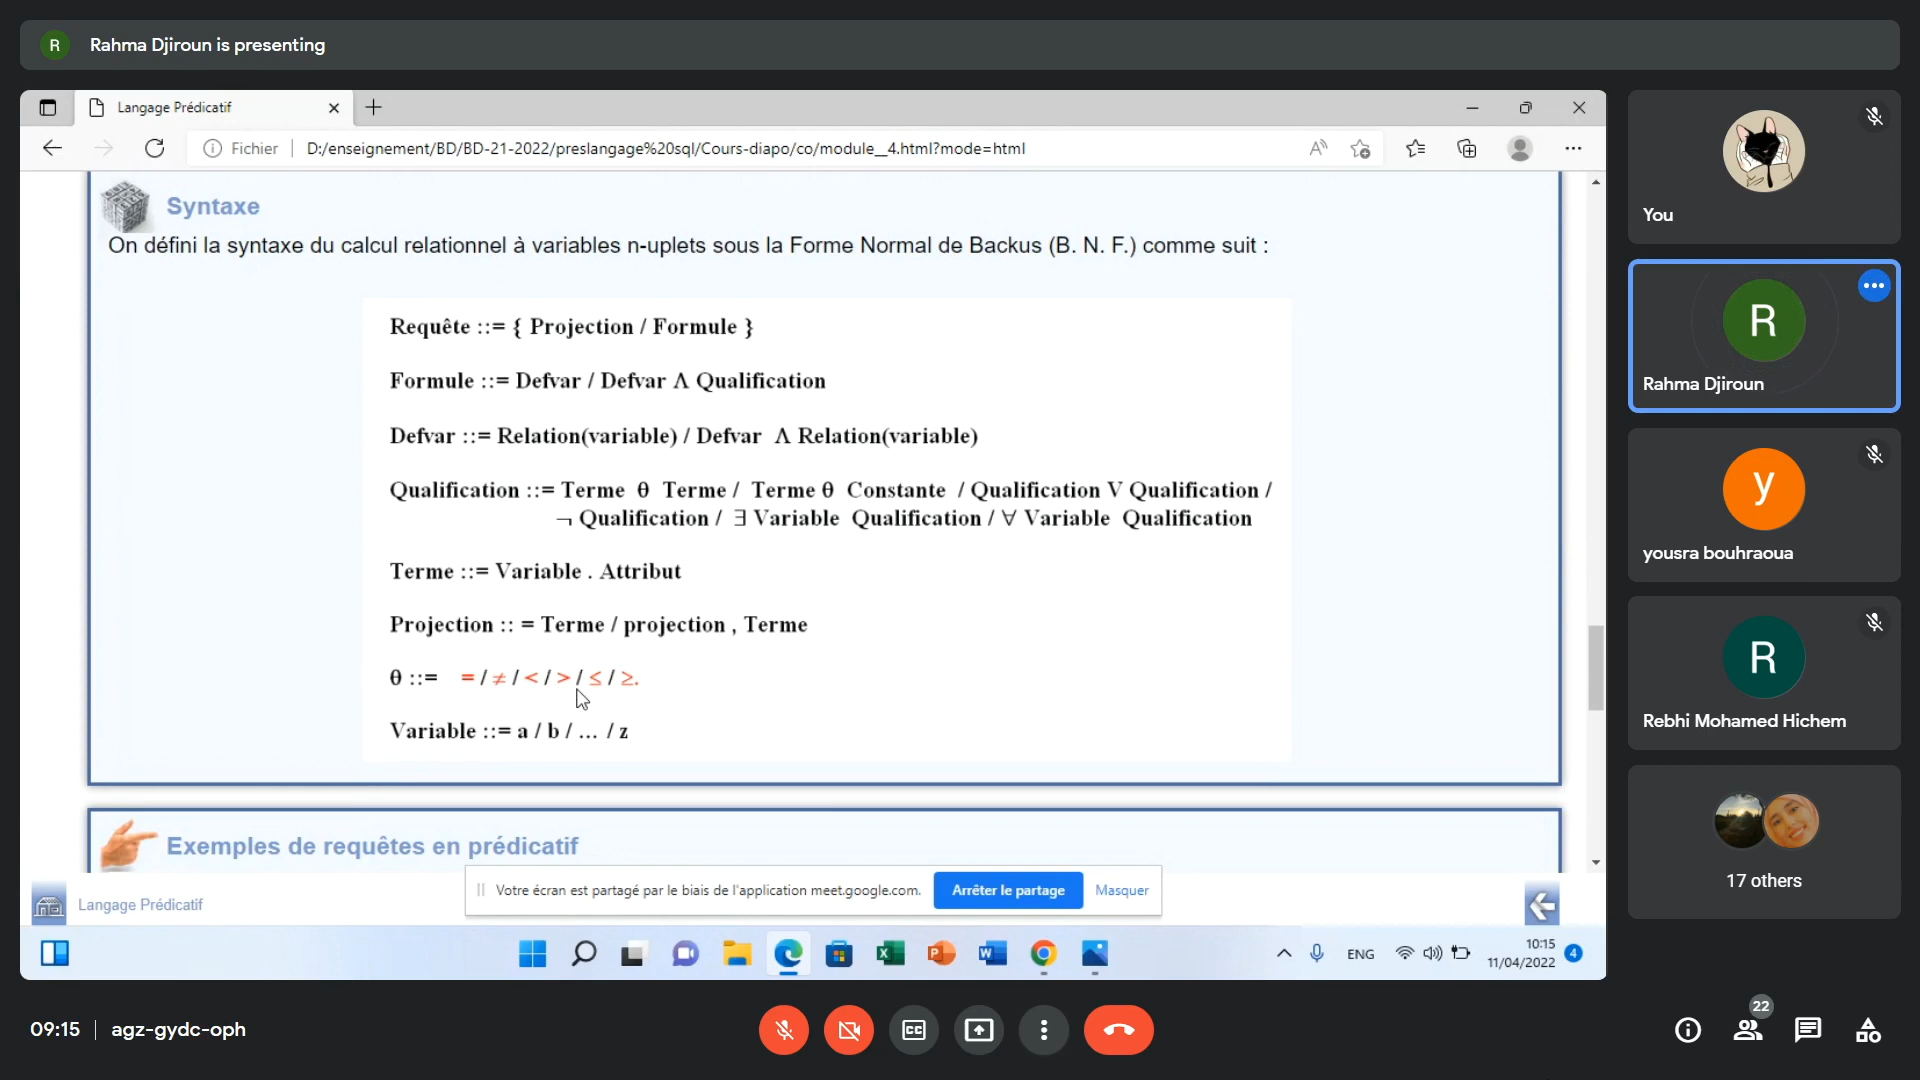 R Rahma Djiroun is presenting
Langage Prédicatif
Fichier D:/enseignement/BD/BD-21-2022/preslangage%20sql/Cours-diapo/co/module_4.html?mode=html
Syntaxe
On défini la syntaxe du calcul relationnel à variables n-uplets sous la Forme Normal de Backus (B. N. F.) comme suit :
Requête ::= { Projection / Formule }
Formule ::= Defvar / Defvar Λ Qualification
Defvar ::= Relation(variable) / Defvar Λ Relation(variable)
Qualification ::= Terme θ Terme / Terme θ Constante / Qualification V Qualification /
¬ Qualification / ∃ Variable Qualification / ∀ Variable Qualification
Terme ::= Variable . Attribut
Projection :: = Terme / projection , Terme
θ ::= = / ≠ / < / > / ≤ / ≥.
Variable ::= a / b / ... / z
Exemples de requêtes en prédicatif
Votre écran est partagé par le biais de l'application meet.google.com. Arrêter le partage Masquer
Langage Prédicatif
ENG
10:15
11/04/2022
4
You
R
Rahma Djiroun
y
yousra bouhraoua
R
Rebhi Mohamed Hichem
17 others
09:15 | agz-gydc-oph
CC
22